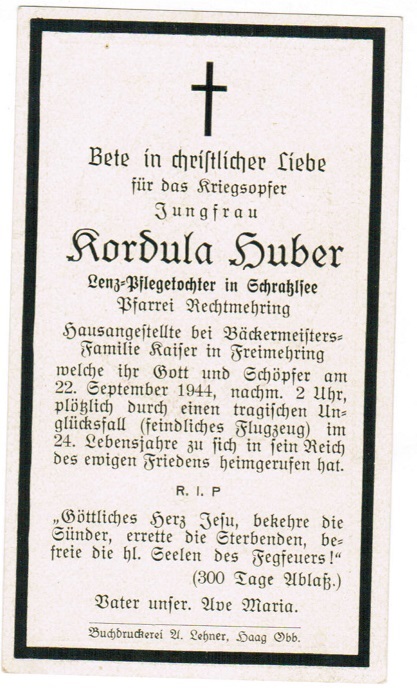 Bete in christlicher Liebe
für das Kriegsopfer
Jungfrau
Kordula Huber
Lenz-Pflegetochter in Schratzlsee
Pfarrei Rechtmehring
Hausangestellte bei Bäckermeisters-
Familie Kaiser in Freimehring
welche ihr Gott und Schöpfer am
22. September 1944, nachm. 2 Uhr,
plötzlich durch einen tragischen Un-
glücksfall (feindliches Flugzeug) im
24. Lebensjahre zu sich in sein Reich
des ewigen Friedens heimgerufen hat.
R. I. P
„Göttliches Herz Jesu, bekehre die
Sünder, errette die Sterbenden, be-
freie die hl. Seelen des Fegfeuers!"
(300 Tage Ablaß.)
Vater unser. Ave Maria.
Buchdruckerei A. Lehner, Haag Obb.